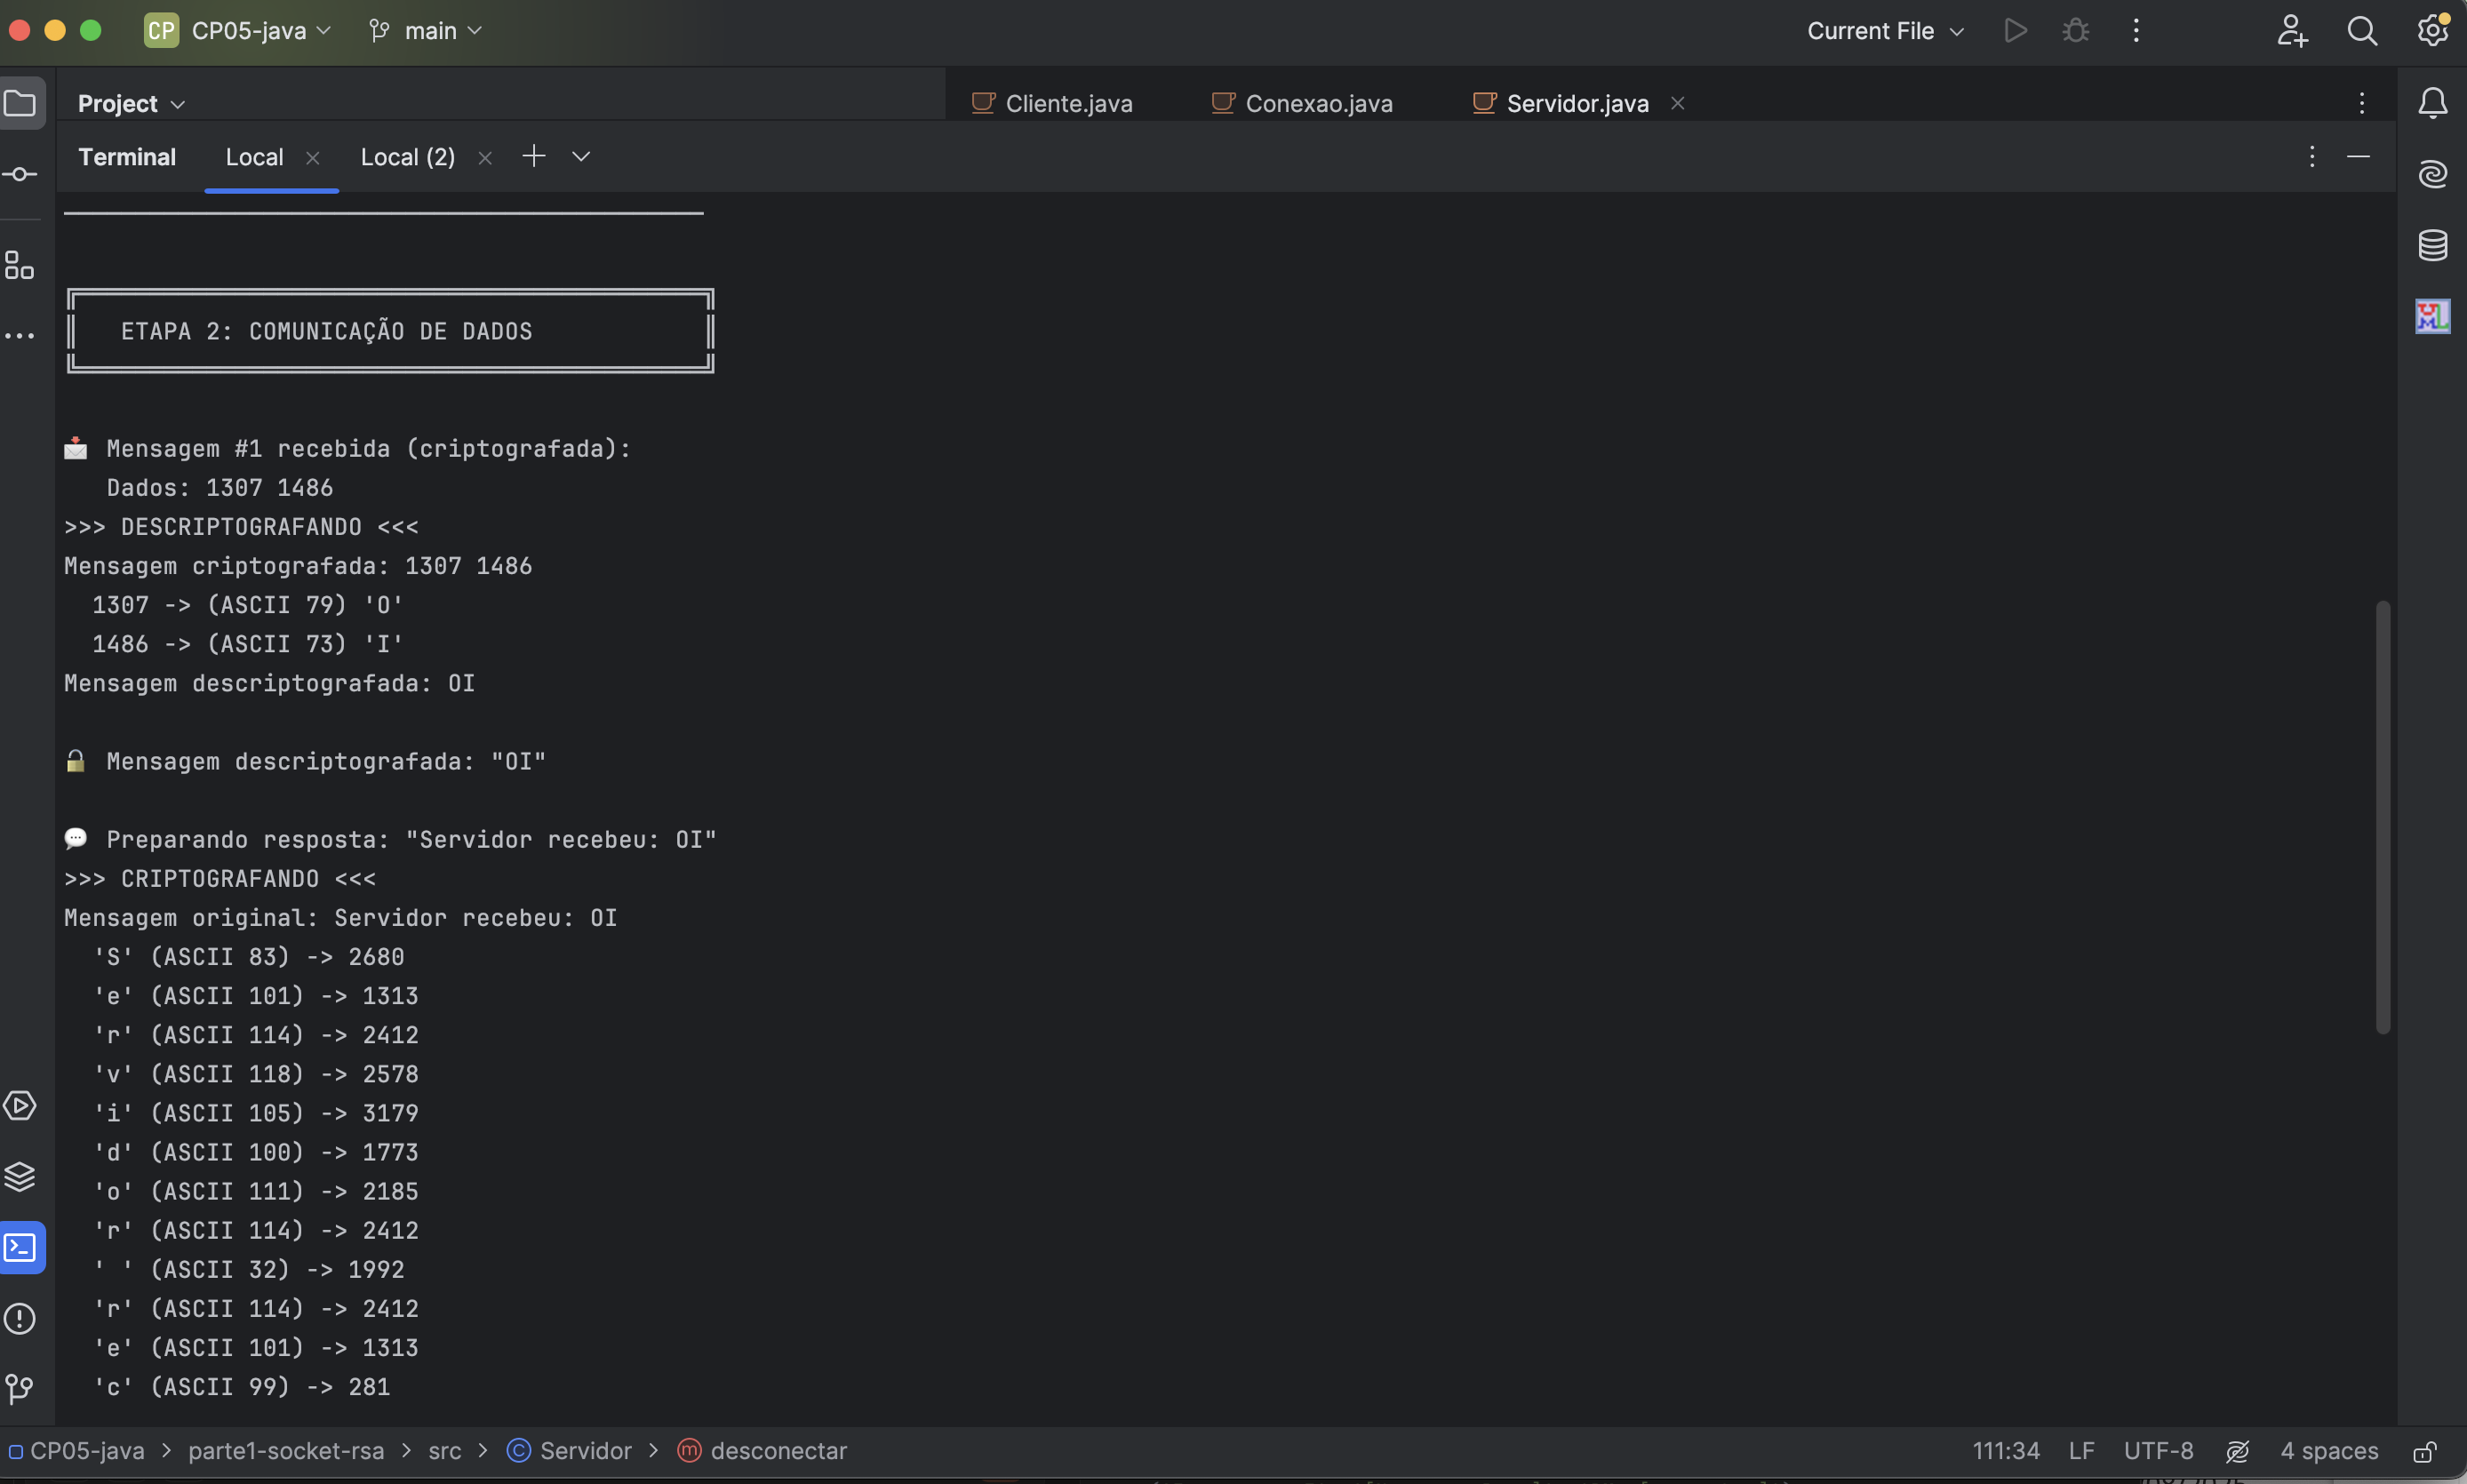 CP CP05-java main Current File
Project Cliente.java Conexao.java Servidor.java
Terminal Local Local (2)
ETAPA 2: COMUNICAÇÃO DE DADOS
Mensagem #1 recebida (criptografada):
Dados: 1307 1486
>>> DESCRIPTOGRAFANDO <<<
Mensagem criptografada: 1307 1486
1307 -> (ASCII 79) 'O'
1486 -> (ASCII 73) 'I'
Mensagem descriptografada: OI
Mensagem descriptografada: "OI"
Preparando resposta: "Servidor recebeu: OI"
>>> CRIPTOGRAFANDO <<<
Mensagem original: Servidor recebeu: OI
'S' (ASCII 83) -> 2680
'e' (ASCII 101) -> 1313
'r' (ASCII 114) -> 2412
'v' (ASCII 118) -> 2578
'i' (ASCII 105) -> 3179
'd' (ASCII 100) -> 1773
'o' (ASCII 111) -> 2185
'r' (ASCII 114) -> 2412
' ' (ASCII 32) -> 1992
'r' (ASCII 114) -> 2412
'e' (ASCII 101) -> 1313
'c' (ASCII 99) -> 281
CP05-java > parte1-socket-rsa > src > Servidor > desconectar 111:34 LF UTF-8 4 spaces